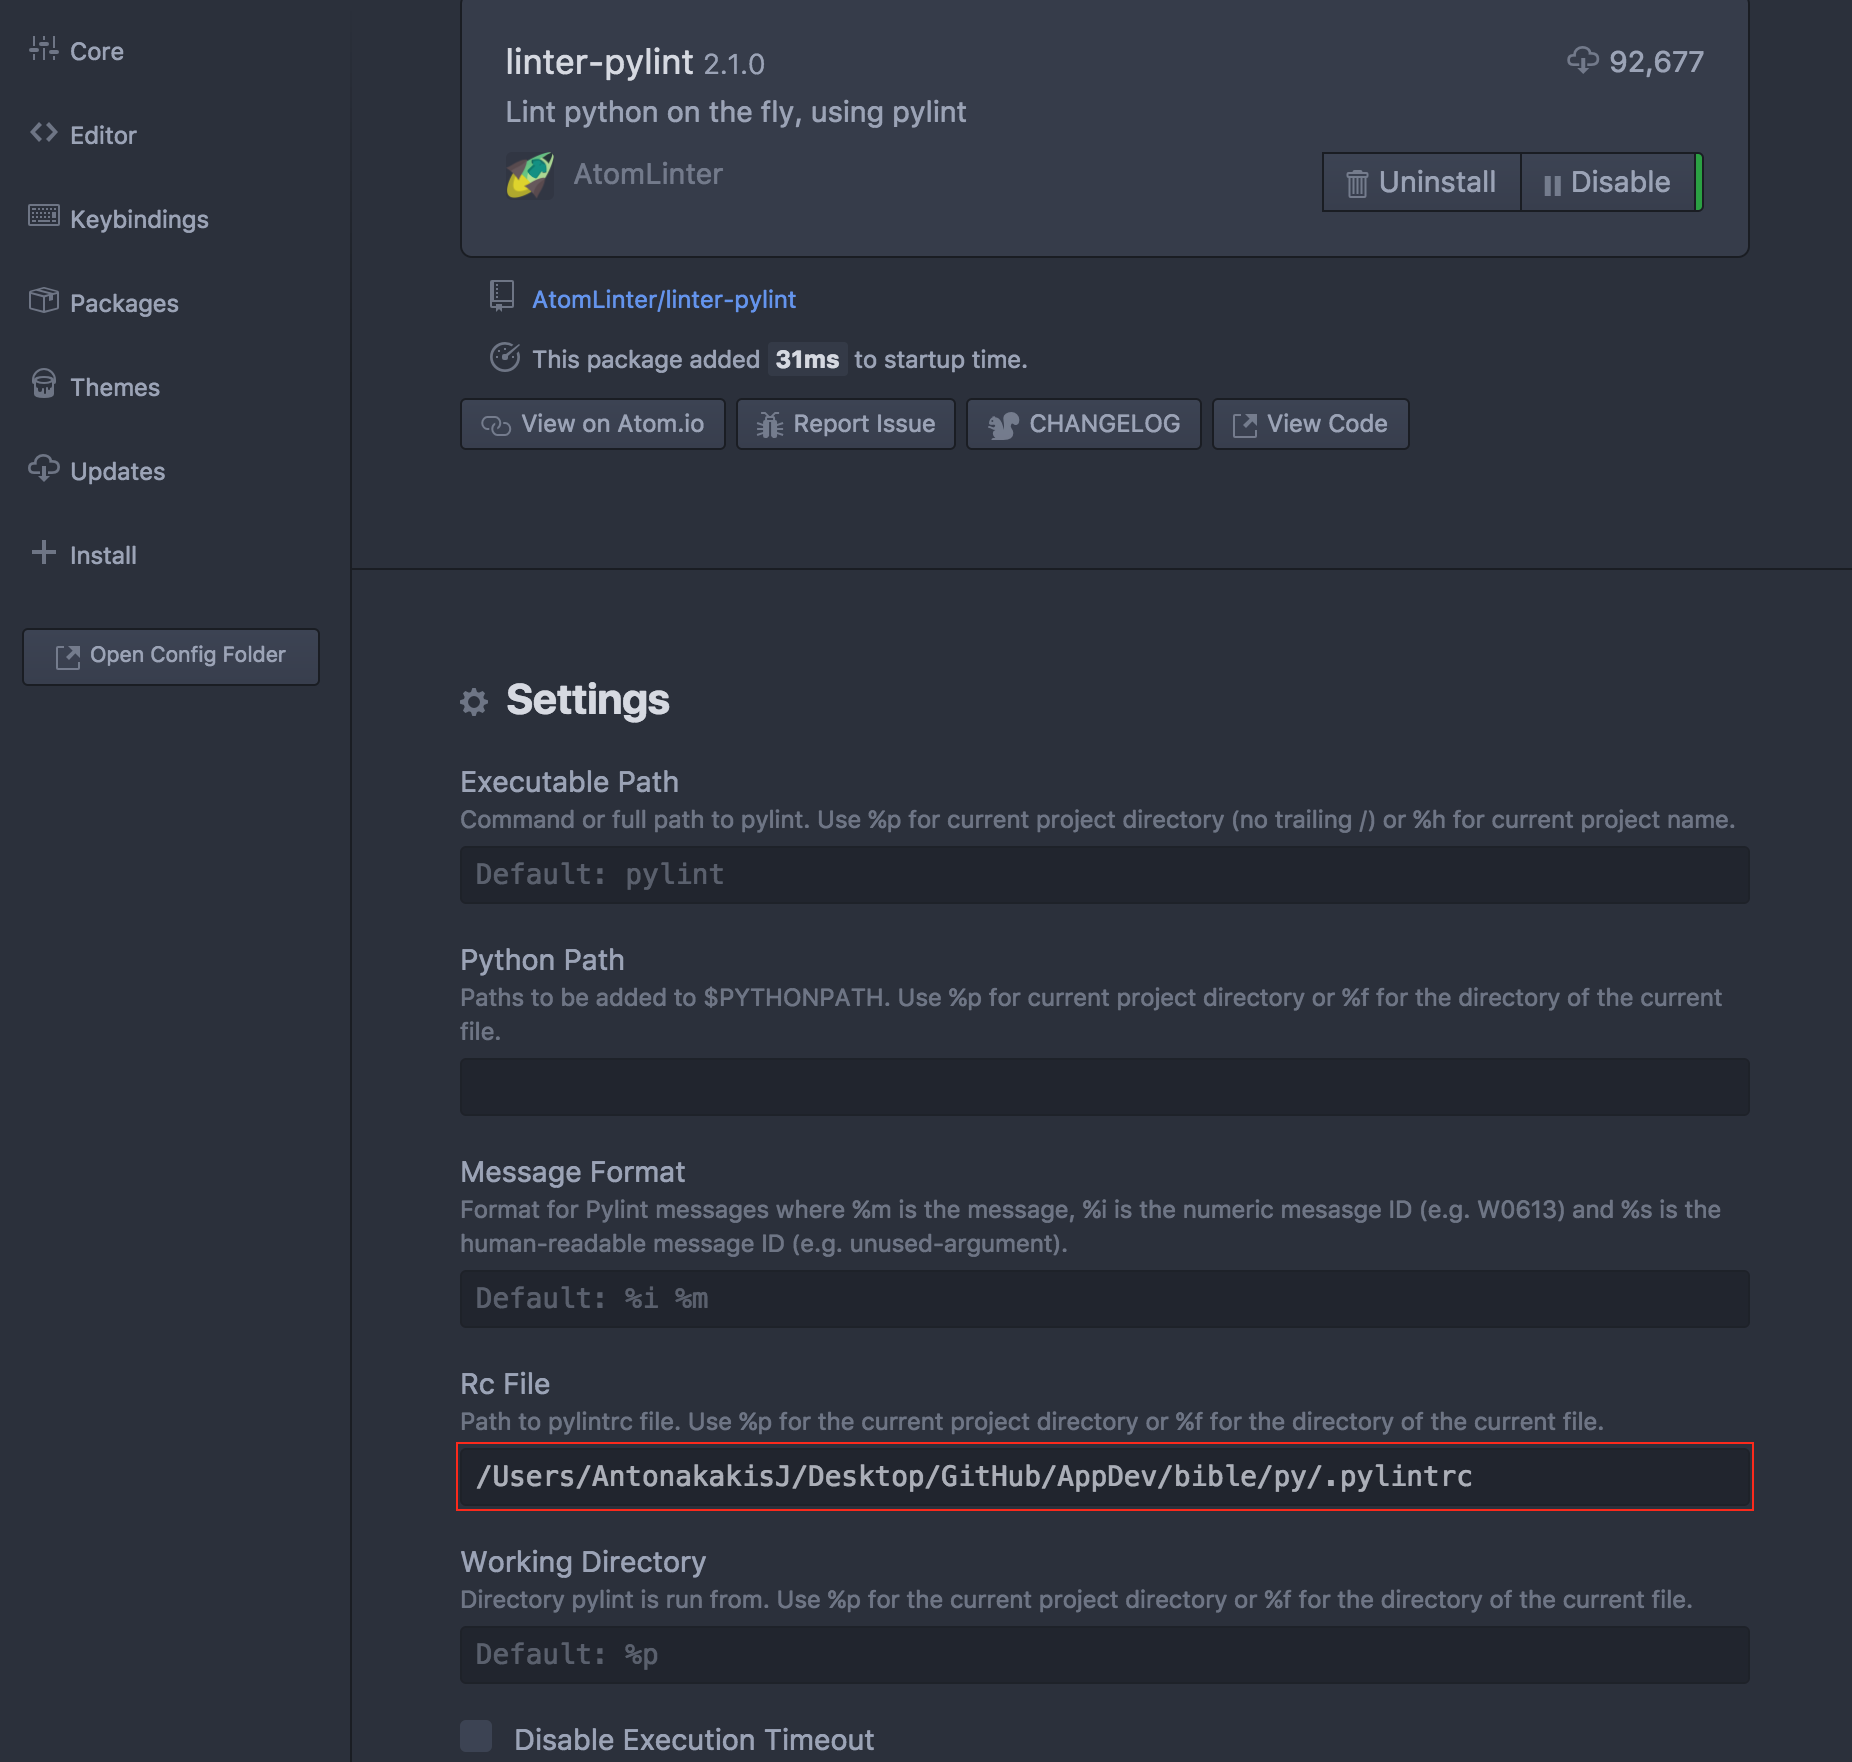 Core
Editor
Keybindings
Packages
Themes
Updates
Install
Open Config Folder
linter-pylint 2.1.0
92,677
Lint python on the fly, using pylint
AtomLinter
Uninstall
Disable
AtomLinter/linter-pylint
This package added 31ms to startup time.
View on Atom.io
Report Issue
CHANGELOG
View Code
Settings
Executable Path
Command or full path to pylint. Use %p for current project directory (no trailing /) or %h for current project name.
Default: pylint
Python Path
Paths to be added to $PYTHONPATH. Use %p for current project directory or %f for the directory of the current
file.
Message Format
Format for Pylint messages where %m is the message, %i is the numeric mesasge ID (e.g. W0613) and %s is the
human-readable message ID (e.g. unused-argument).
Default: %i %m
Rc File
Path to pylintrc file. Use %p for the current project directory or %f for the directory of the current file.
/Users/AntonakakisJ/Desktop/GitHub/AppDev/bible/py/.pylintrc
Working Directory
Directory pylint is run from. Use %p for the current project directory or %f for the directory of the current file.
Default: %p
Disable Execution Timeout